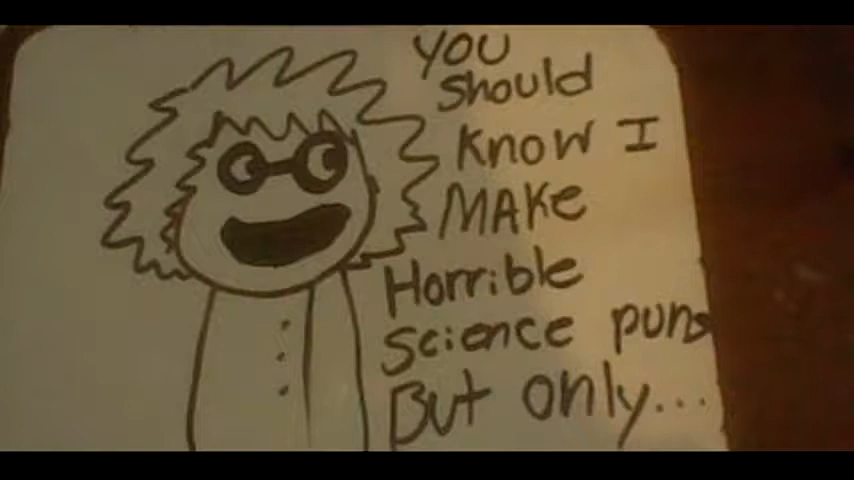 You
should
know I
MAKe
Horrible
science puns
But only...